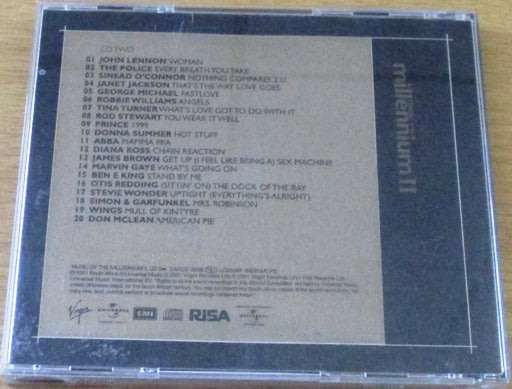 CD TWO
01 JOHN LENNON WOMAN
02 THE POLICE EVERY BREATH YOU TAKE
03 SINEAD O'CONNOR NOTHING COMPARES 2 U
04 JANET JACKSON THAT'S THE WAY LOVE GOES
05 GEORGE MICHAEL FASTLOVE
06 ROBBIE WILLIAMS ANGELS
07 TINA TURNER WHAT'S LOVE GOT TO DO WITH IT
08 ROD STEWART YOU WEAR IT WELL
09 PRINCE 1999
10 DONNA SUMMER HOT STUFF
11 ABBA MAMMA MIA
12 DIANA ROSS CHAIN REACTION
13 JAMES BROWN GET UP (I FEEL LIKE BEING A) SEX MACHINE
14 MARVIN GAYE WHAT'S GOING ON
15 BEN E KING STAND BY ME
16 OTIS REDDING (SITTIN' ON) THE DOCK OF THE BAY
17 STEVIE WONDER UPTIGHT (EVERYTHING'S ALRIGHT)
18 SIMON & GARFUNKEL MRS. ROBINSON
19 WINGS MULL OF KINTYRE
20 DON MCLEAN AMERICAN PIE
millennium II
Virgin
UNIVERSAL
EMI
RISA
UNIVERSAL